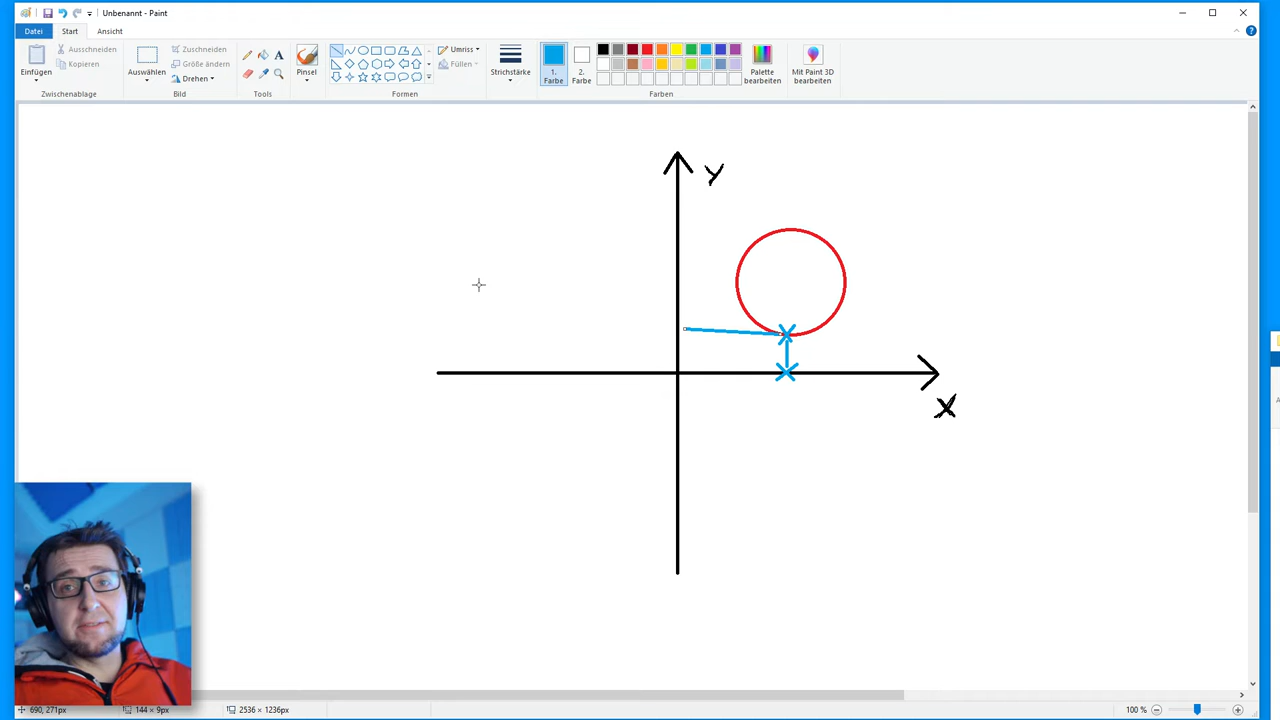 Unbenannt - Paint
Datei Start Ansicht
Einfügen
Ausschneiden
Kopieren
Zwischenablage
Auswählen
Zuschneiden
Größe ändern
Drehen
Bild
A
Tools
Pinsel
Umriss
Füllen
Formen
Strichstärke
1.
Farbe
2.
Farbe
Palette
bearbeiten
Farben
Mit Paint 3D
bearbeiten
Y
X
690, 271px 144 × 9px 2536 × 1236px 100 %